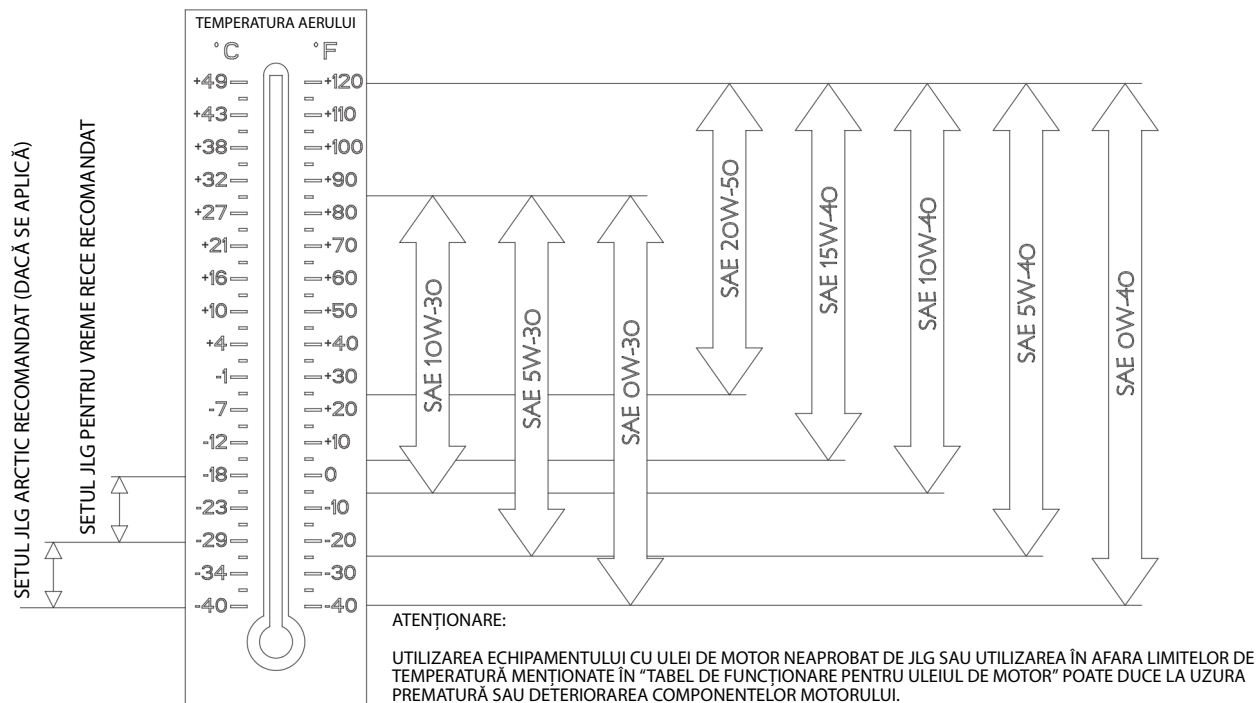 TEMPERATURA AERULUI
°C °F
+49 +120
+43 +110
+38 +100
+32 +90
+27 +80
+21 +70
+16 +60
+10 +50
+4 +40
-1 +30
-7 +20
-12 +10
-18 0
-23 -10
-29 -20
-34 -30
-40 -40
SETUL JLG ARCTIC RECOMANDAT (DACĂ SE APLICĂ)
SETUL JLG PENTRU VREME RECE RECOMANDAT
SAE 10W-30
SAE 5W-30
SAE 0W-30
SAE 20W-50
SAE 15W-40
SAE 10W-40
SAE 5W-40
SAE 0W-40
ATENȚIONARE:
UTILIZAREA ECHIPAMENTULUI CU ULEI DE MOTOR NEAPROBAT DE JLG SAU UTILIZAREA ÎN AFARA LIMITELOR DE
TEMPERATURĂ MENȚIONATE ÎN “TABEL DE FUNCȚIONARE PENTRU ULEIUL DE MOTOR” POATE DUCE LA UZURA
PREMATURĂ SAU DETERIORAREA COMPONENTELOR MOTORULUI.